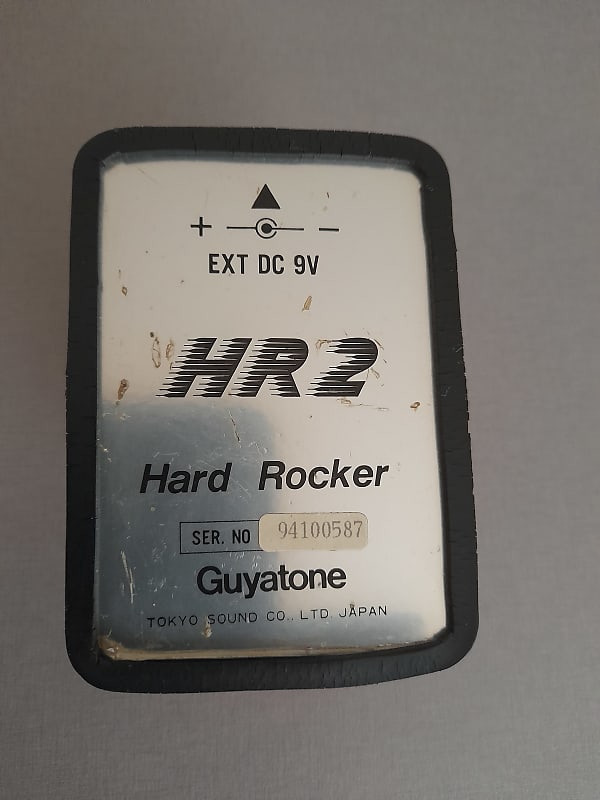 + −
EXT DC 9V
HR2
Hard Rocker
SER. NO 94100587
Guyatone
TOKYO SOUND CO., LTD. JAPAN